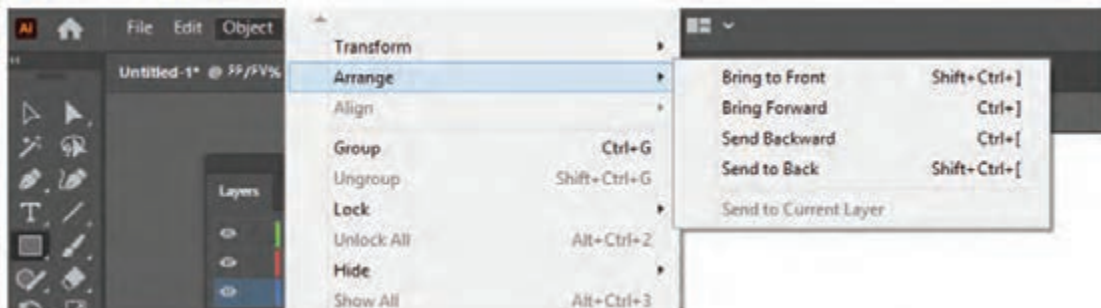 Ai File Edit Object
Untitled-1* @ ۶۶/۶۷%
Layers
Transform
Arrange
Align
Group Ctrl+G
Ungroup Shift+Ctrl+G
Lock
Unlock All Alt+Ctrl+2
Hide
Show All Alt+Ctrl+3
Bring to Front Shift+Ctrl+]
Bring Forward Ctrl+]
Send Backward Ctrl+[
Send to Back Shift+Ctrl+[
Send to Current Layer